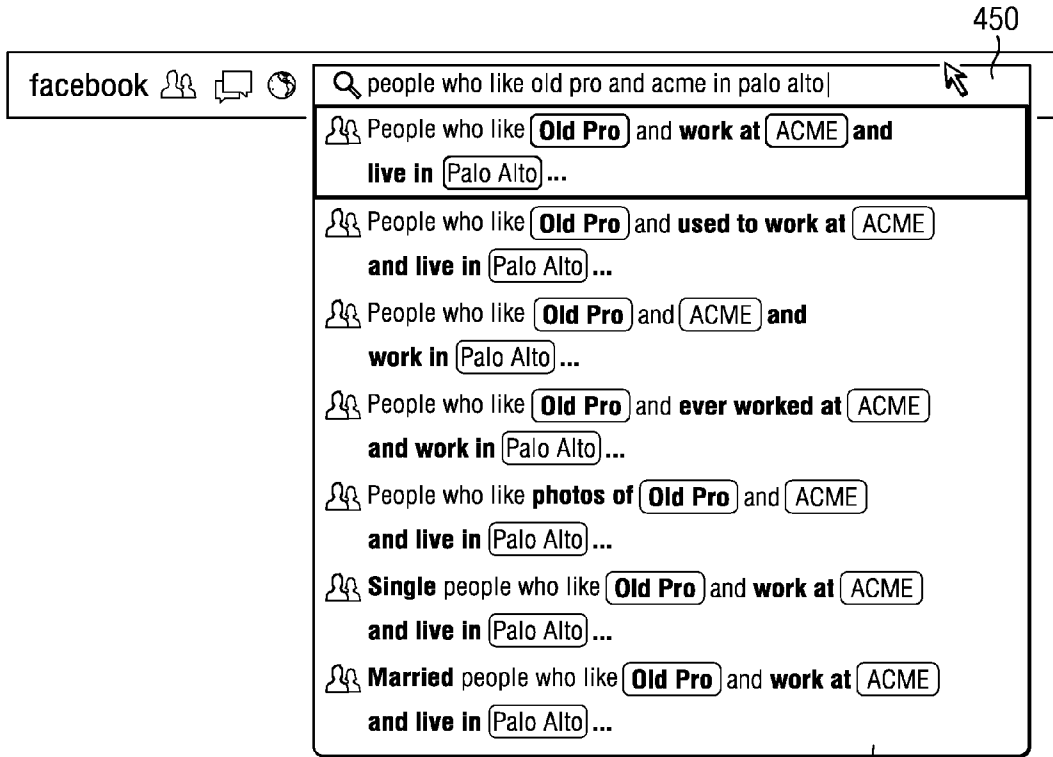 450
facebook people who like old pro and acme in palo alto
People who like Old Pro and work at ACME and
live in Palo Alto ...
People who like Old Pro and used to work at ACME
and live in Palo Alto ...
People who like Old Pro and ACME and
work in Palo Alto ...
People who like Old Pro and ever worked at ACME
and work in Palo Alto ...
People who like photos of Old Pro and ACME
and live in Palo Alto ...
Single people who like Old Pro and work at ACME
and live in Palo Alto ...
Married people who like Old Pro and work at ACME
and live in Palo Alto ...